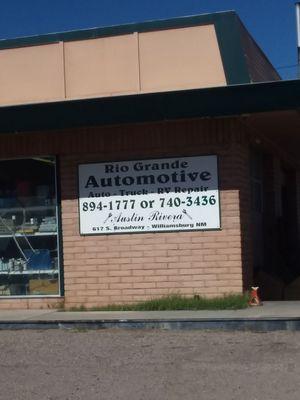 Rio Grande
Automotive
Auto - Truck - RV Repair
894-1777 or 740-3436
Austin Rivera
617 S. Broadway - Williamsburg NM